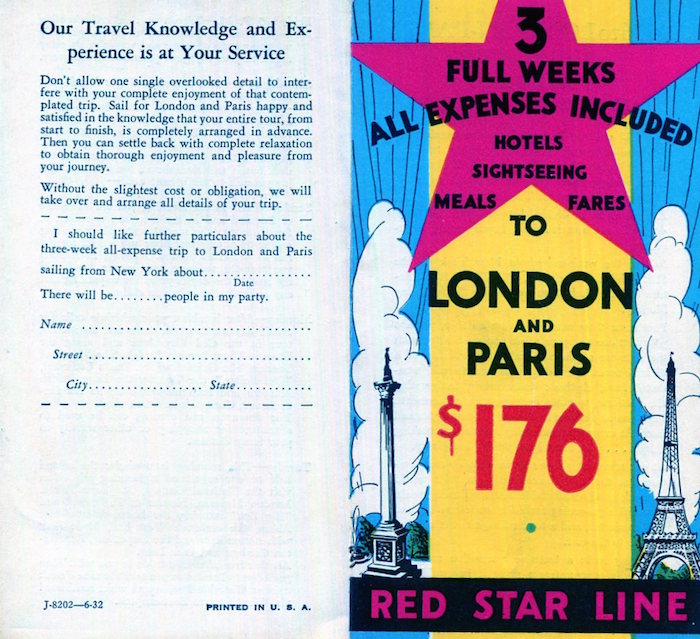 Our Travel Knowledge and Ex-
perience is at Your Service
Don't allow one single overlooked detail to inter-
fere with your complete enjoyment of that contem-
plated trip. Sail for London and Paris happy and
satisfied in the knowledge that your entire tour, from
start to finish, is completely arranged in advance.
Then you can settle back with complete relaxation
to obtain thorough enjoyment and pleasure from
your journey.
Without the slightest cost or obligation, we will
take over and arrange all details of your trip.
I should like further particulars about the
three-week all-expense trip to London and Paris
sailing from New York about....................
Date
There will be........people in my party.
Name ..........................................
Street ........................................
City..................... State..............
J-8202—6-32
PRINTED IN U. S. A.
3
FULL WEEKS
ALL EXPENSES INCLUDED
HOTELS
SIGHTSEEING
MEALS FARES
TO
LONDON
AND
PARIS
$176
RED STAR LINE